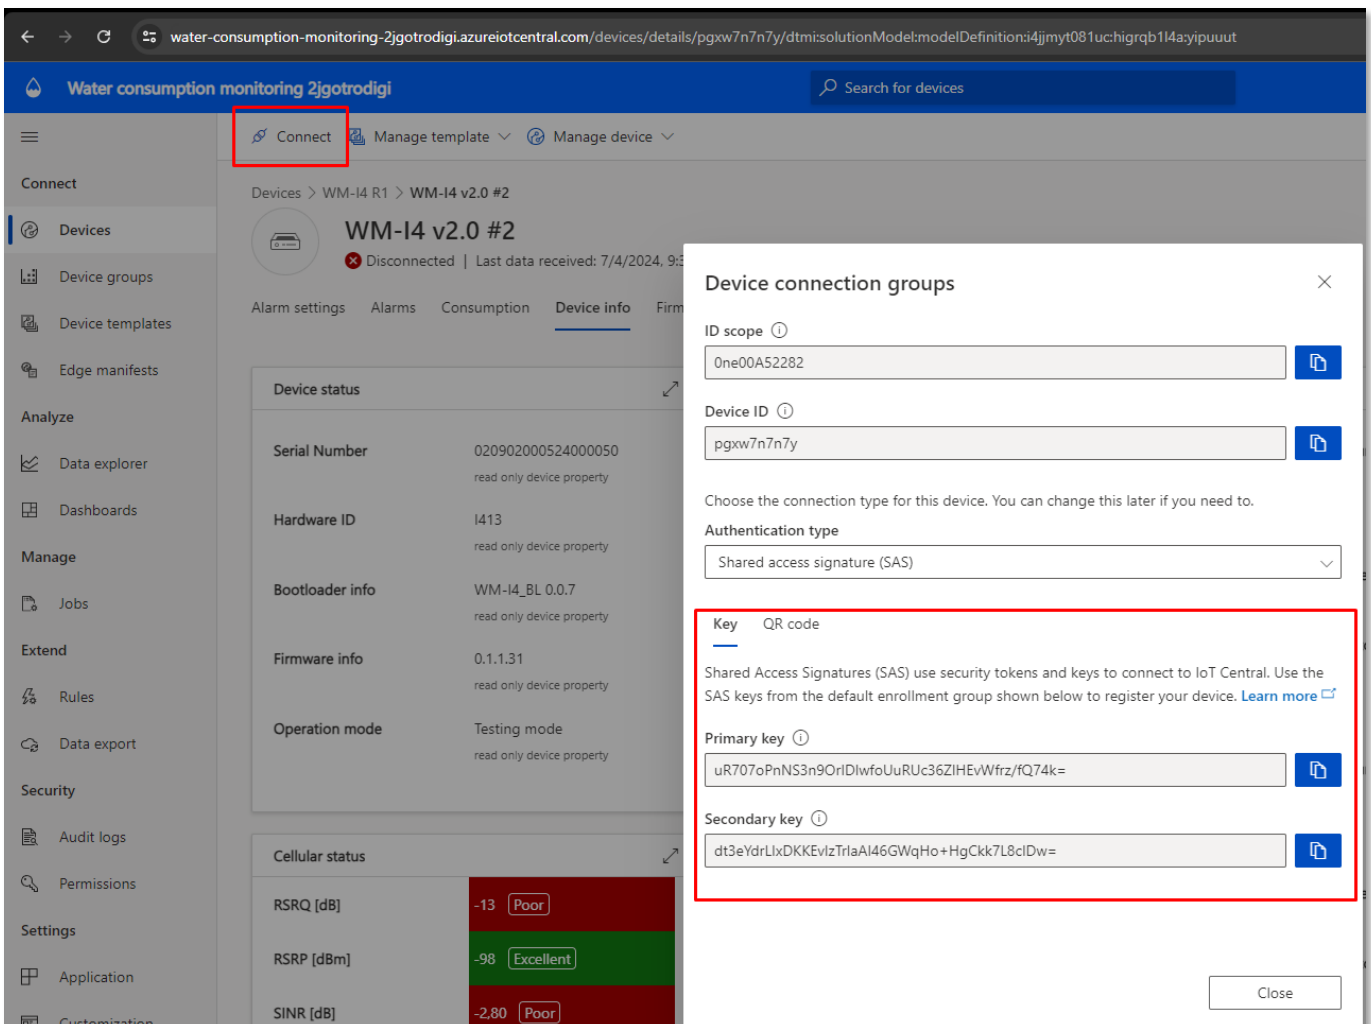 water-consumption-monitoring-2jgotrodigi.azureiotcentral.com/devices/details/pgxw7n7n7y/dtmi:solutionModel:modelDefinition:i4jjmyt081uc:higrqb1l4a:yipuuut
Water consumption monitoring 2jgotrodigi
Search for devices
Connect
Manage template
Manage device
Connect
Devices
Device groups
Device templates
Edge manifests
Analyze
Data explorer
Dashboards
Manage
Jobs
Extend
Rules
Data export
Security
Audit logs
Permissions
Settings
Application
Customization
Devices > WM-I4 R1 > WM-I4 v2.0 #2
WM-I4 v2.0 #2
Disconnected | Last data received: 7/4/2024, 9:3
Alarm settings
Alarms
Consumption
Device info
Firm
Device status
Serial Number
020902000524000050
read only device property
Hardware ID
I413
read only device property
Bootloader info
WM-I4_BL 0.0.7
read only device property
Firmware info
0.1.1.31
read only device property
Operation mode
Testing mode
read only device property
Cellular status
RSRQ [dB]
-13 Poor
RSRP [dBm]
-98 Excellent
SINR [dB]
-2,80 Poor
Device connection groups
ID scope
0ne00A52282
Device ID
pgxw7n7n7y
Choose the connection type for this device. You can change this later if you need to.
Authentication type
Shared access signature (SAS)
Key
QR code
Shared Access Signatures (SAS) use security tokens and keys to connect to IoT Central. Use the
SAS keys from the default enrollment group shown below to register your device. Learn more
Primary key
uR707oPnNS3n9OrIDIwfoUuRUc36ZIHEvWfrz/fQ74k=
Secondary key
dt3eYdrLIxDKKEvIzTrIaAI46GWqHo+HgCkk7L8cIDw=
Close